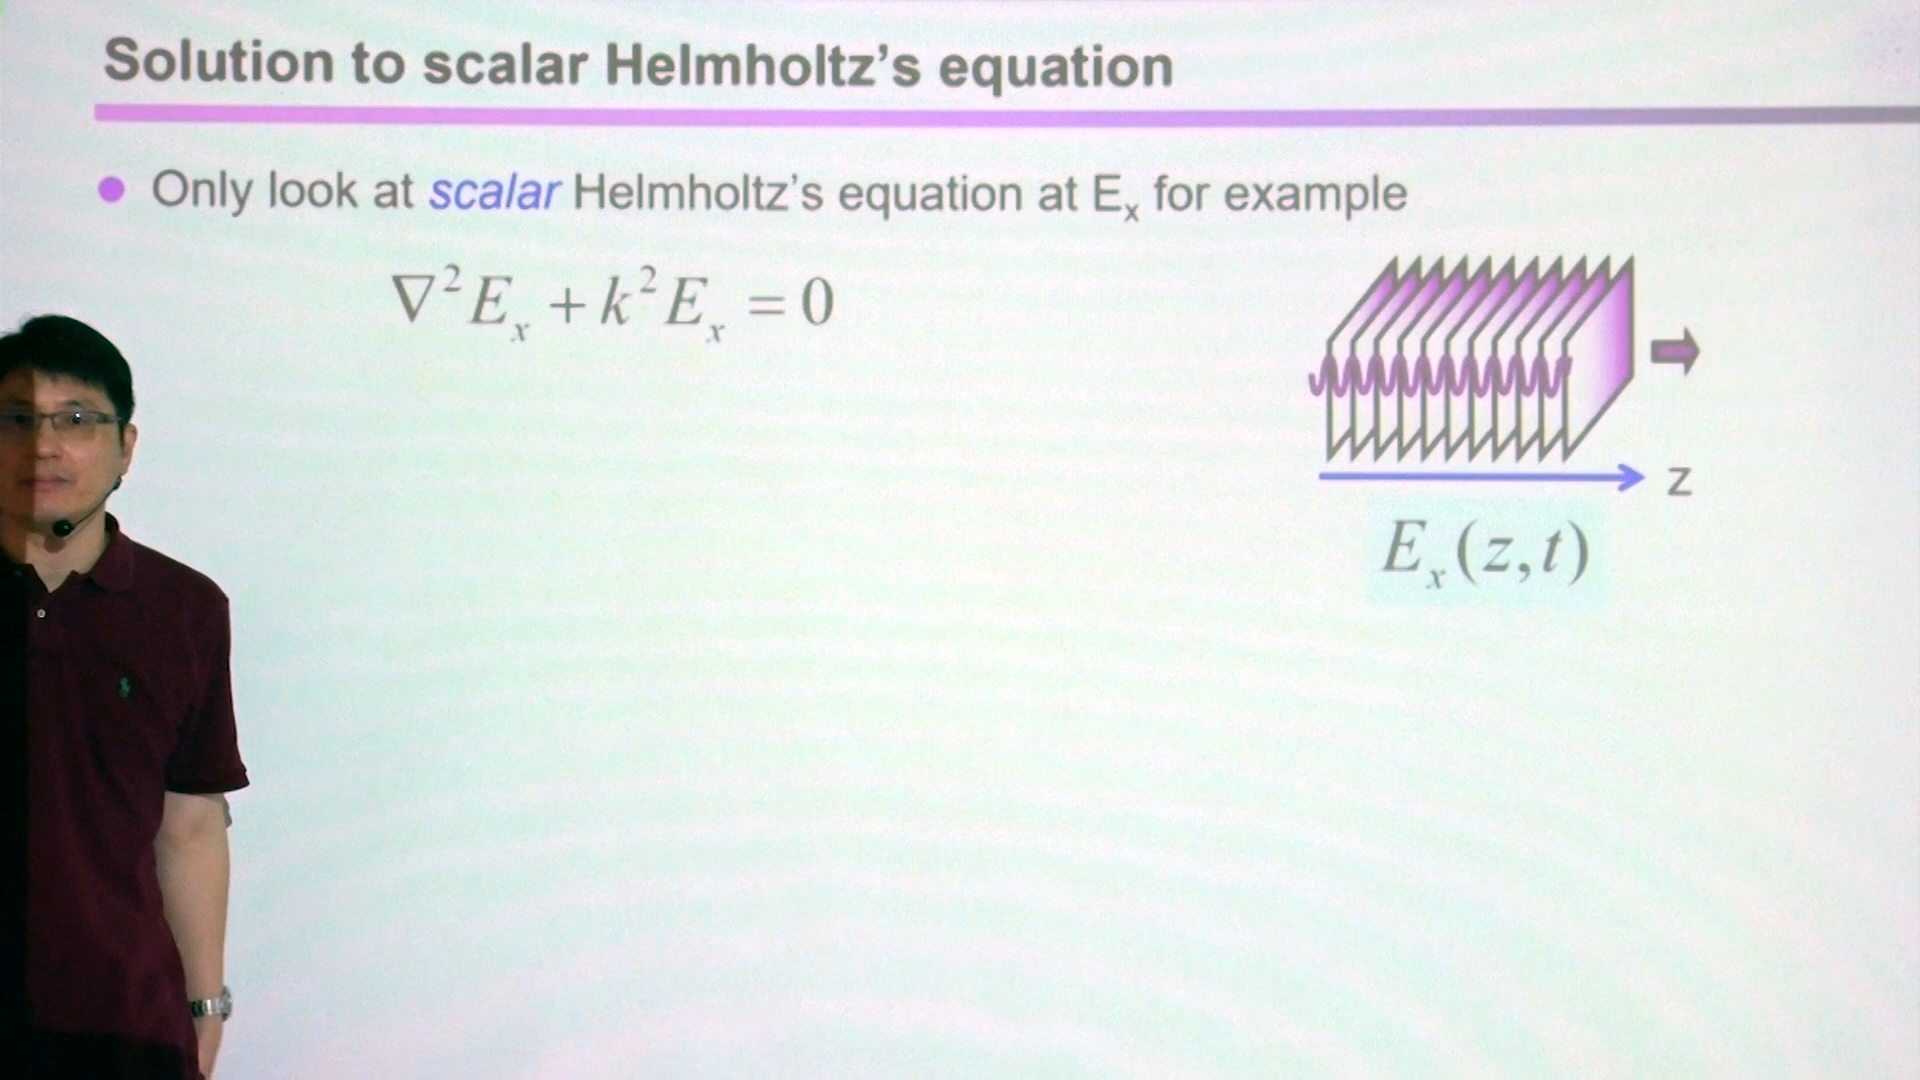 Solution to scalar Helmholtz's equation
Only look at scalar Helmholtz's equation at Eₓ for example
∇²Eₓ + k²Eₓ = 0
z
Eₓ(z,t)